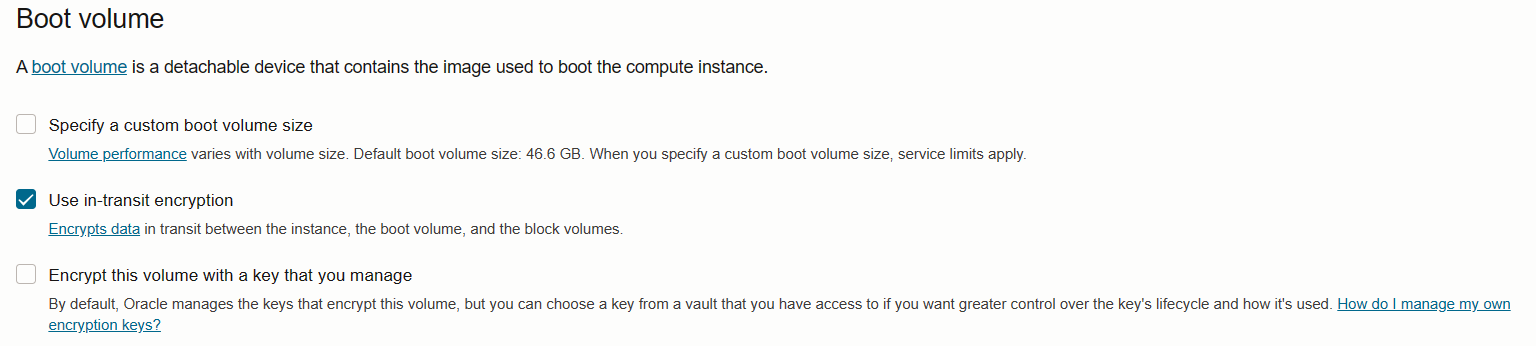 Boot volume
A boot volume is a detachable device that contains the image used to boot the compute instance.
Specify a custom boot volume size
Volume performance varies with volume size. Default boot volume size: 46.6 GB. When you specify a custom boot volume size, service limits apply.
Use in-transit encryption
Encrypts data in transit between the instance, the boot volume, and the block volumes.
Encrypt this volume with a key that you manage
By default, Oracle manages the keys that encrypt this volume, but you can choose a key from a vault that you have access to if you want greater control over the key's lifecycle and how it's used. How do I manage my own
encryption keys?